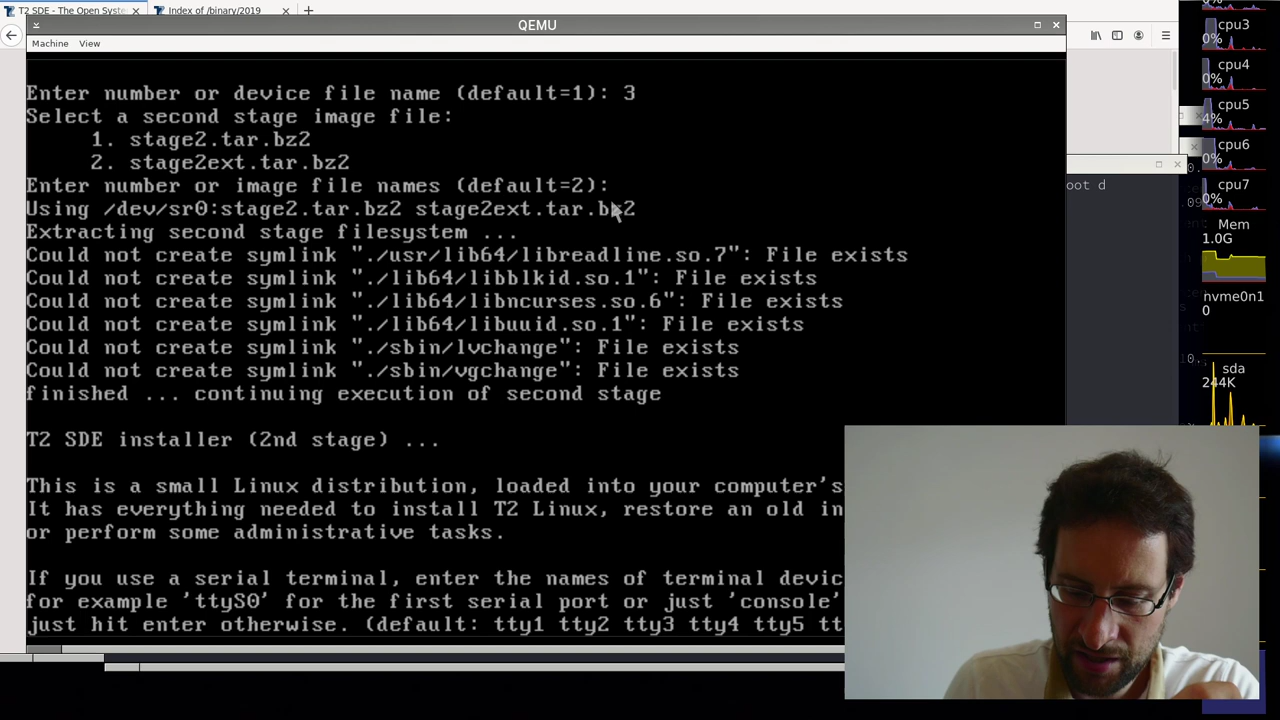 T2 SDE - The Open Syste
Index of /binary/2019
QEMU
Machine View
Enter number or device file name (default=1): 3
Select a second stage image file:
1. stage2.tar.bz2
2. stage2ext.tar.bz2
Enter number or image file names (default=2):
Using /dev/sr0:stage2.tar.bz2 stage2ext.tar.bz2
Extracting second stage filesystem ...
Could not create symlink "./usr/lib64/libreadline.so.7": File exists
Could not create symlink "./lib64/libblkid.so.1": File exists
Could not create symlink "./lib64/libncurses.so.6": File exists
Could not create symlink "./lib64/libuuid.so.1": File exists
Could not create symlink "./sbin/lvchange": File exists
Could not create symlink "./sbin/vgchange": File exists
finished ... continuing execution of second stage
T2 SDE installer (2nd stage) ...
This is a small Linux distribution, loaded into your computer's
It has everything needed to install T2 Linux, restore an old in
or perform some administrative tasks.
If you use a serial terminal, enter the names of terminal devic
for example 'ttyS0' for the first serial port or just 'console'
just hit enter otherwise. (default: tty1 tty2 tty3 tty4 tty5 tt
oot d
0%
cpu3
0%
cpu4
0%
cpu5
4%
cpu6
0%
cpu7
0%
Mem
1.0G
nvme0n1
0
sda
244K